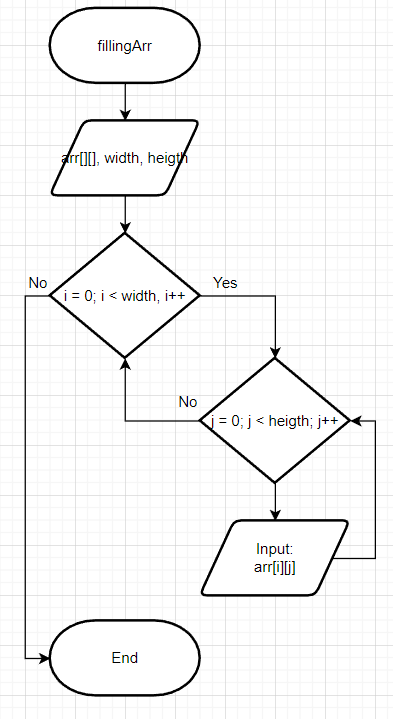 fillingArr
arr[][], width, heigth
No
i = 0; i < width, i++
Yes
No
j = 0; j < heigth; j++
Input:
arr[i][j]
End